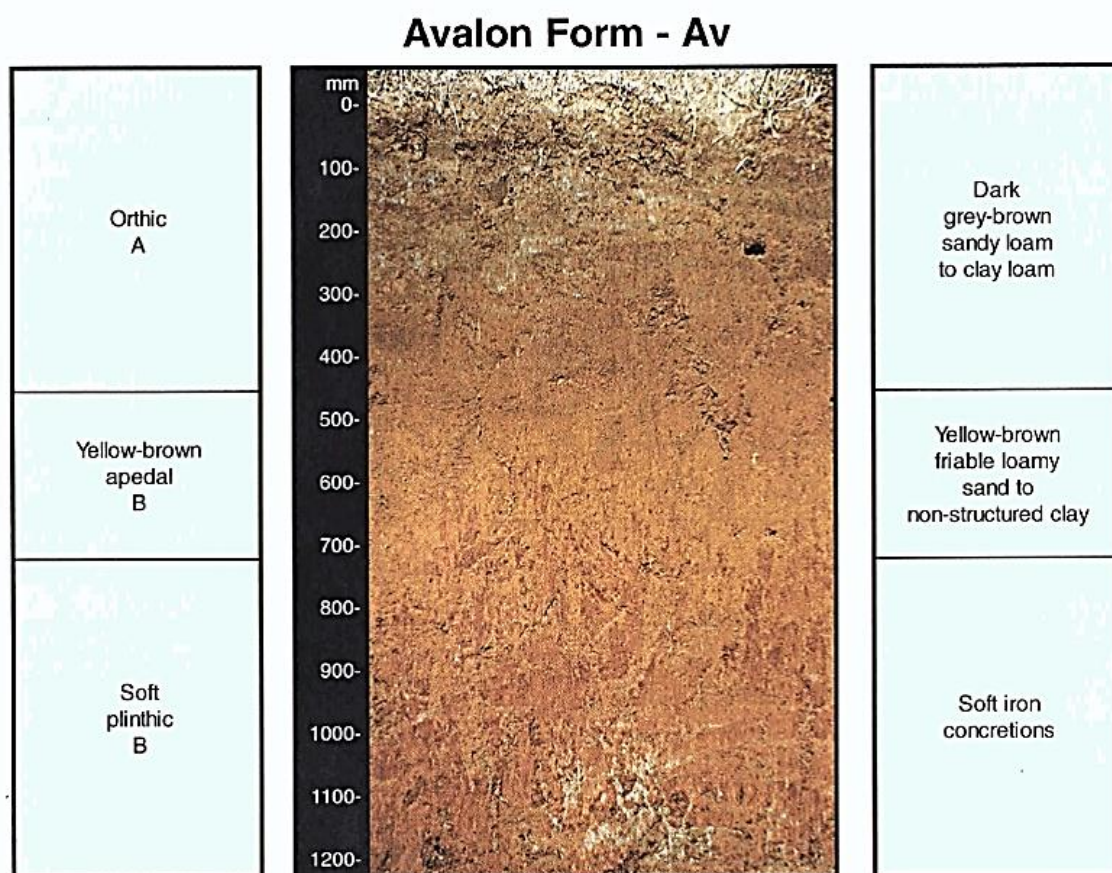 Avalon Form - Av
Orthic
A
Yellow-brown
apedal
B
Soft
plinthic
B
mm
0-
100-
200-
300-
400-
500-
600-
700-
800-
900-
1000-
1100-
1200-
Dark
grey-brown
sandy loam
to clay loam
Yellow-brown
friable loamy
sand to
non-structured clay
Soft iron
concretions